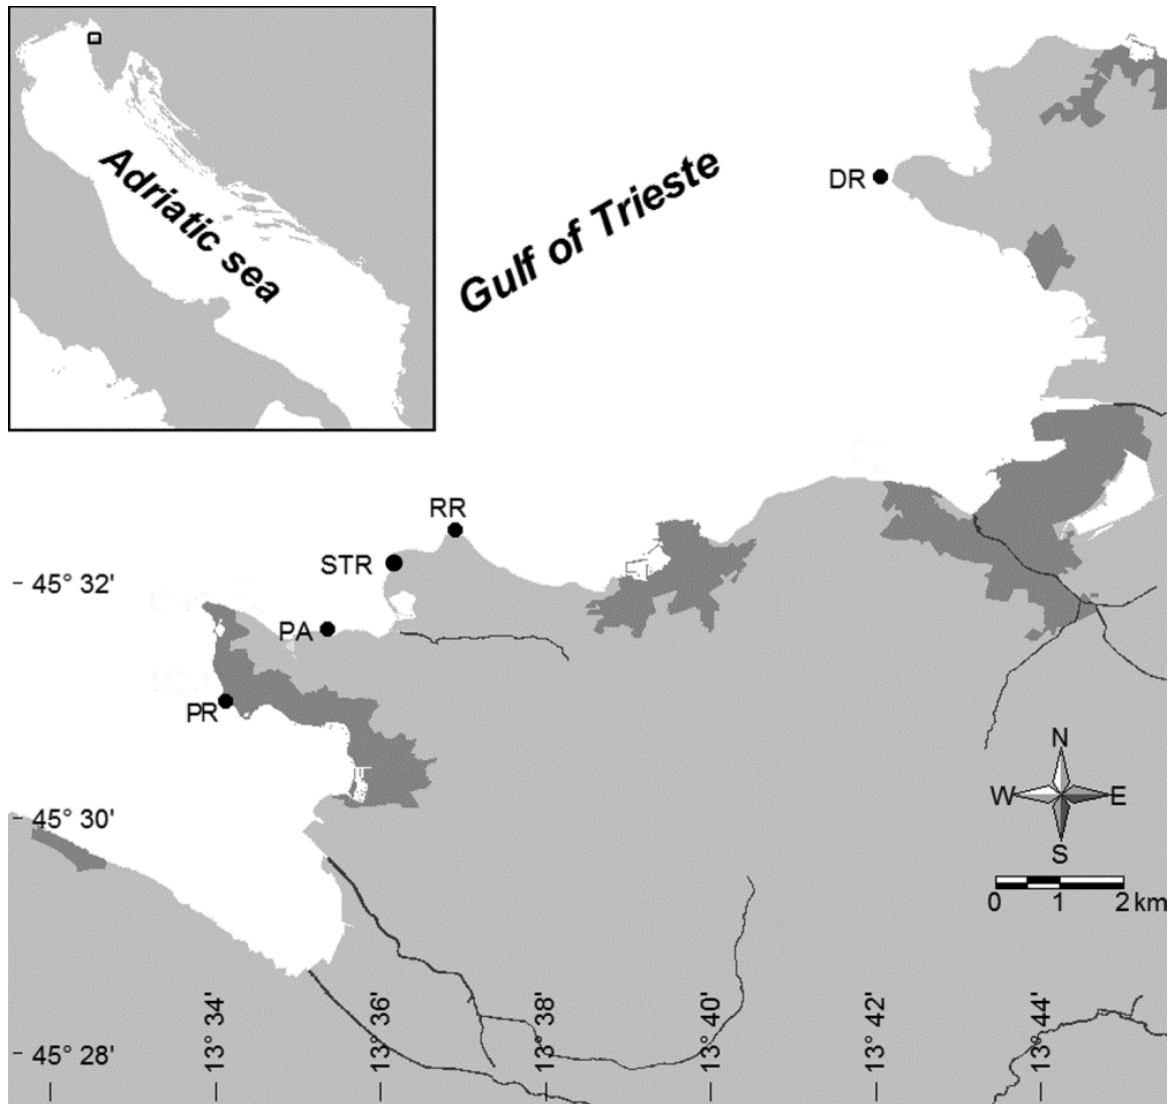 Adriatic sea
Gulf of Trieste
DR
RR
STR
PA
PR
45° 32'
45° 30'
45° 28'
N
W E
S
0 1 2 km
13° 34'
13° 36'
13° 38'
13° 40'
13° 42'
13° 44'